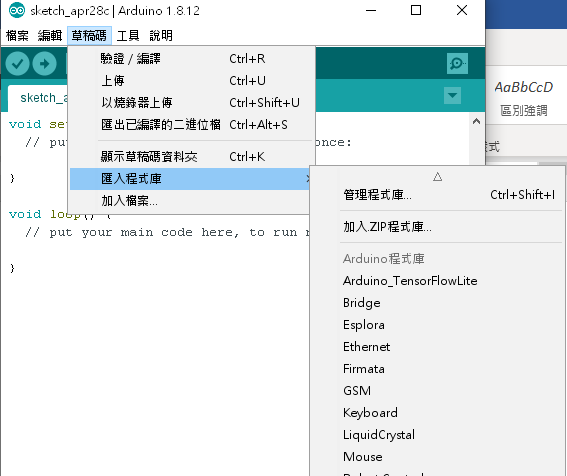 sketch_apr28c | Arduino 1.8.12
檔案 編輯 草稿碼 工具 說明
驗證 / 編譯 Ctrl+R
上傳 Ctrl+U
以燒錄器上傳 Ctrl+Shift+U
匯出已編譯的二進位檔 Ctrl+Alt+S
顯示草稿碼資料夾 Ctrl+K
匯入程式庫
加入檔案...
管理程式庫... Ctrl+Shift+I
加入.ZIP程式庫...
Arduino程式庫
Arduino_TensorFlowLite
Bridge
Esplora
Ethernet
Firmata
GSM
Keyboard
LiquidCrystal
Mouse
sketch_a
void se
// pu
once:
}
void loop() {
// put your main code here, to run r
}
AaBbCcD
區別強調
程式